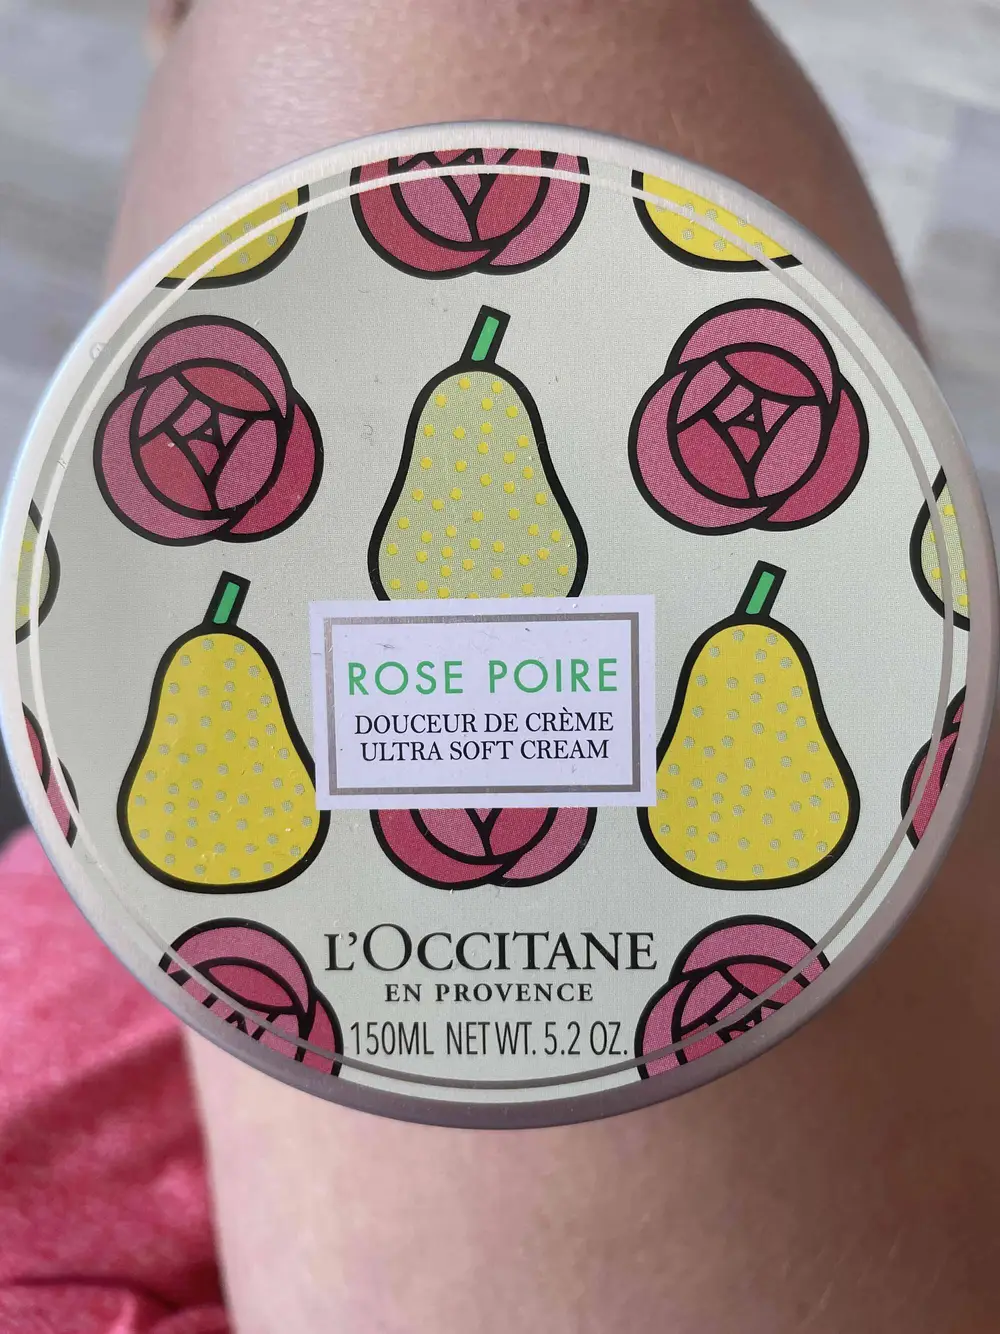 ROSE POIRE
DOUCEUR DE CRÈME
ULTRA SOFT CREAM
L'OCCITANE
EN PROVENCE
150ML NET WT. 5.2 OZ.